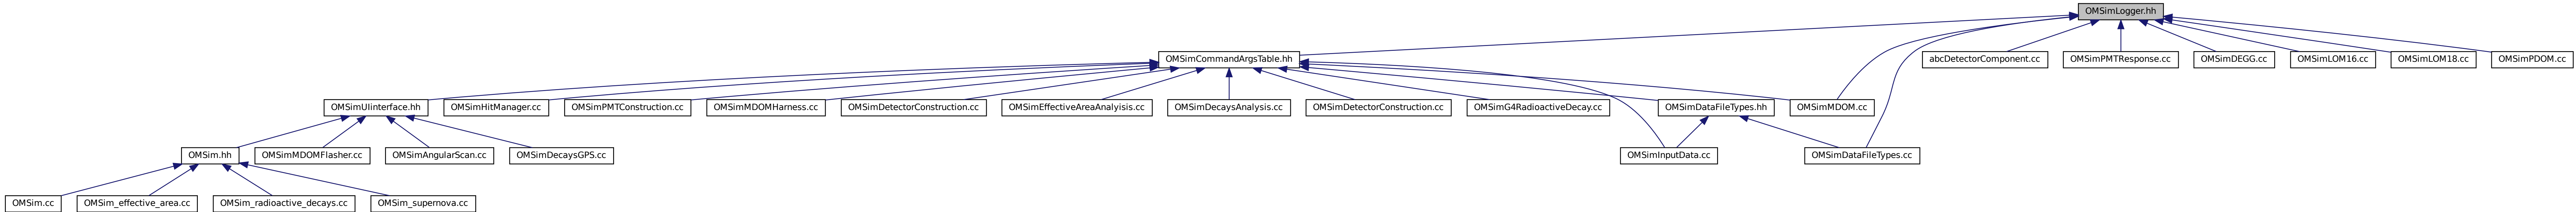 OMSimLogger.hh
OMSimCommandArgsTable.hh
abcDetectorComponent.cc
OMSimPMTResponse.cc
OMSimDEGG.cc
OMSimLOM16.cc
OMSimLOM18.cc
OMSimPDOM.cc
OMSimUIinterface.hh
OMSimHitManager.cc
OMSimPMTConstruction.cc
OMSimMDOMHarness.cc
OMSimDetectorConstruction.cc
OMSimEffectiveAreaAnalyisis.cc
OMSimDecaysAnalysis.cc
OMSimDetectorConstruction.cc
OMSimG4RadioactiveDecay.cc
OMSimDataFileTypes.hh
OMSimMDOM.cc
OMSim.hh
OMSimMDOMFlasher.cc
OMSimAngularScan.cc
OMSimDecaysGPS.cc
OMSimInputData.cc
OMSimDataFileTypes.cc
OMSim.cc
OMSim_effective_area.cc
OMSim_radioactive_decays.cc
OMSim_supernova.cc